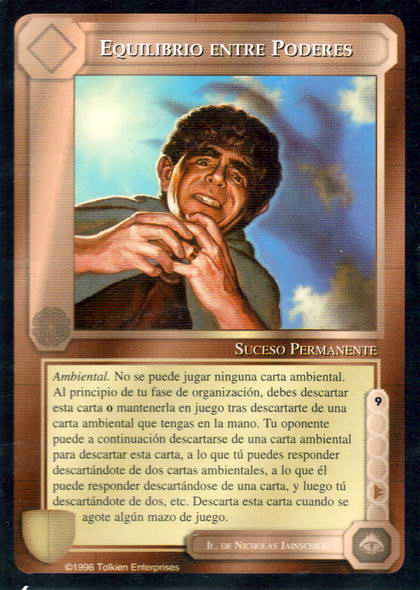 EQUILIBRIO ENTRE PODERES
SUCESO PERMANENTE
Ambiental. No se puede jugar ninguna carta ambiental.
Al principio de tu fase de organización, debes descartar
esta carta o mantenerla en juego tras descartarte de una
carta ambiental que tengas en la mano. Tu oponente
puede a continuación descartarse de una carta ambiental
para descartar esta carta, a lo que tú puedes responder
descartándote de dos cartas ambientales, a lo que él
puede responder descartándose de una carta, y luego tú
descartándote de dos, etc. Descarta esta carta cuando se
agote algún mazo de juego.
9
IL. DE NICHOLAS JAINSCHIGG
©1996 Tolkien Enterprises